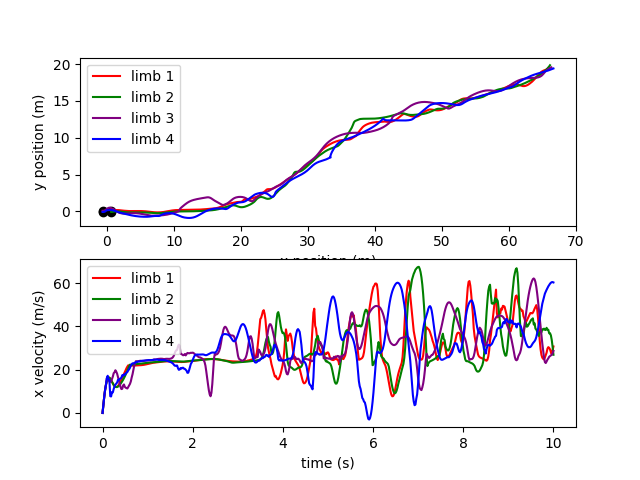 20
15
10
5
0
y position (m)
limb 1
limb 2
limb 3
limb 4
0 10 20 30 40 50 60 70
x position (m)
60
40
20
0
x velocity (m/s)
limb 1
limb 2
limb 3
limb 4
0 2 4 6 8 10
time (s)